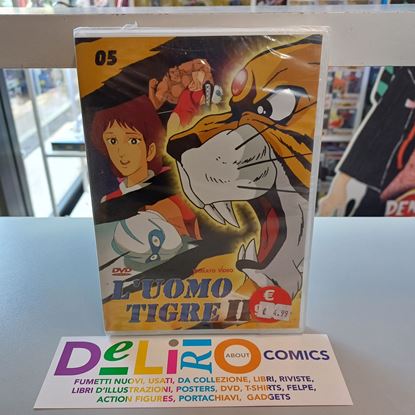 05
DVD
L'UOMO
TIGRE II
€
€ 4.99
DeLiRiO ABOUT COMICS
FUMETTI NUOVI, USATI, DA COLLEZIONE, LIBRI, RIVISTE,
LIBRI D'ILLUSTRAZIONI, POSTERS, DVD, T-SHIRTS, FELPE,
ACTION FIGURES, PORTACHIAVI, GADGETS